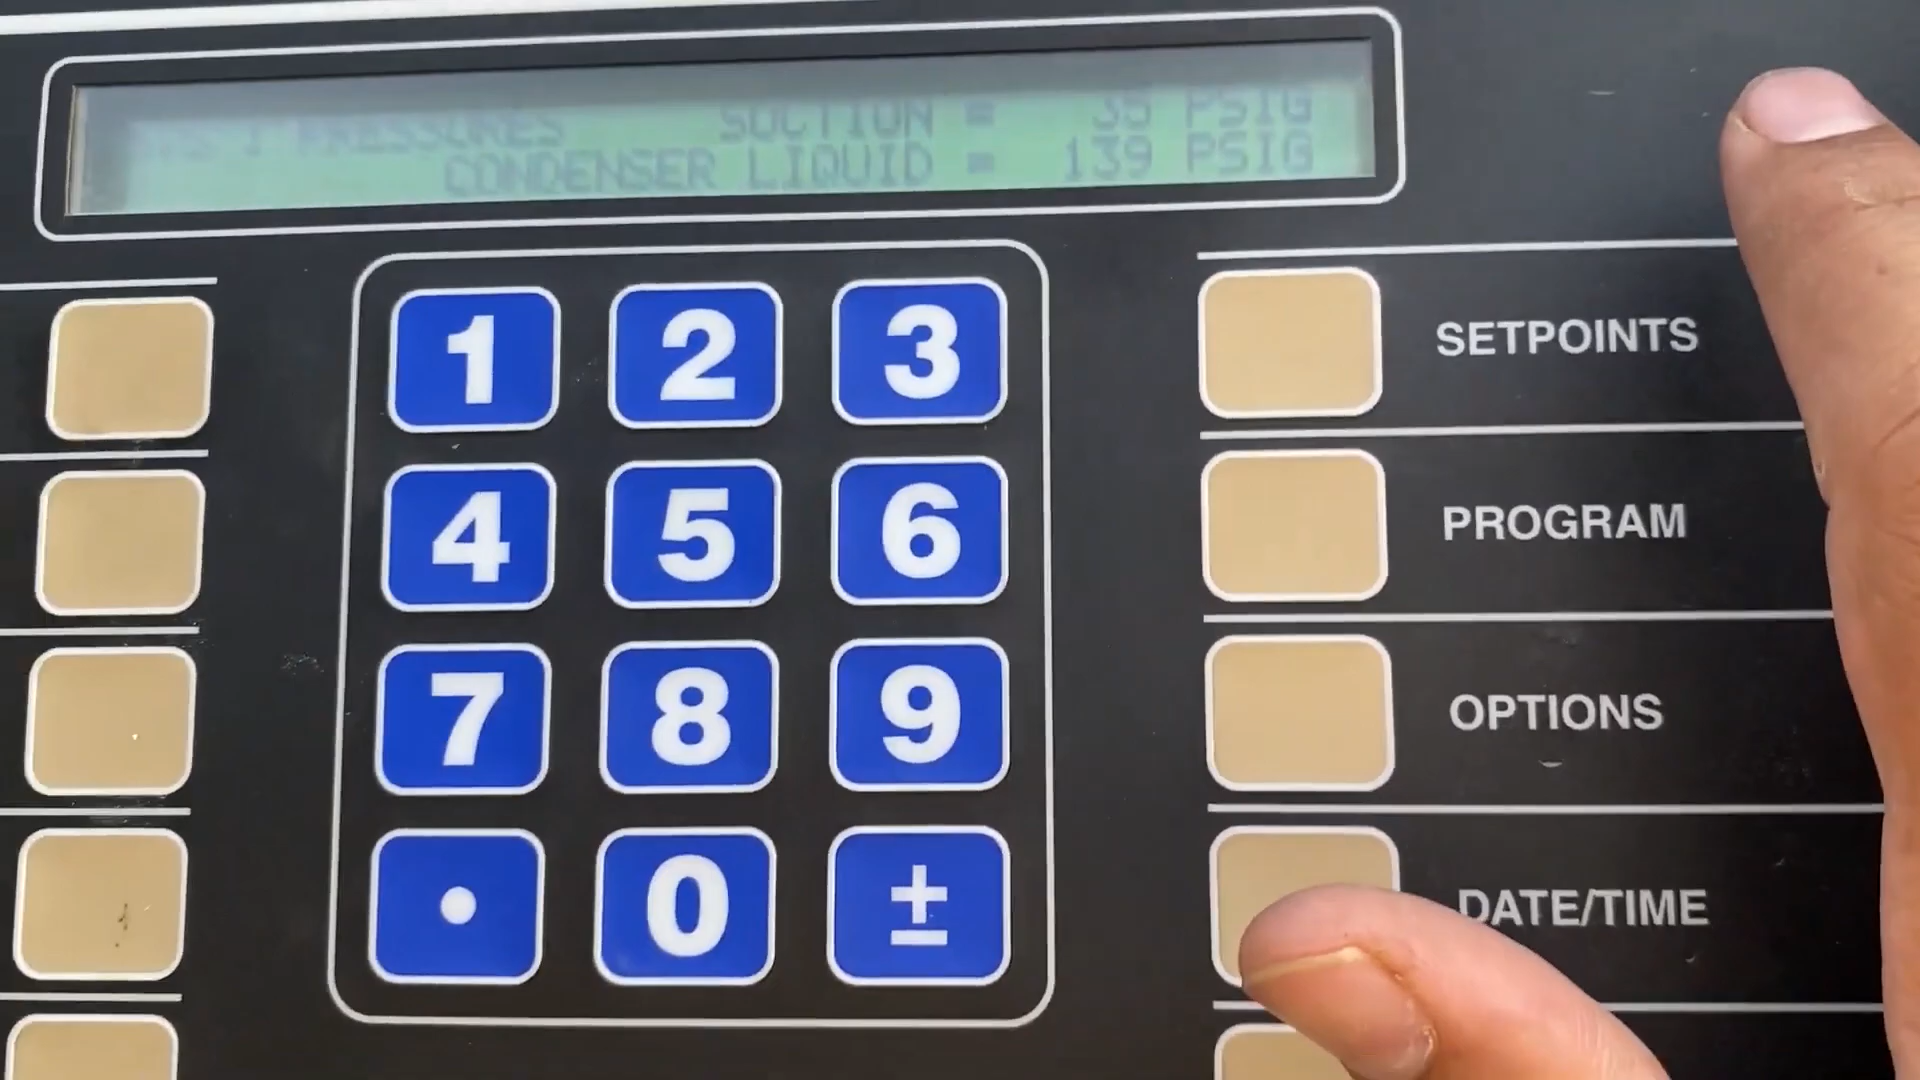 1 PRESSURES SUCTION = 35 PSIG
CONDENSER LIQUID = 139 PSIG
1 2 3
SETPOINTS
4 5 6
PROGRAM
7 8 9
OPTIONS
• 0 ±
DATE/TIME